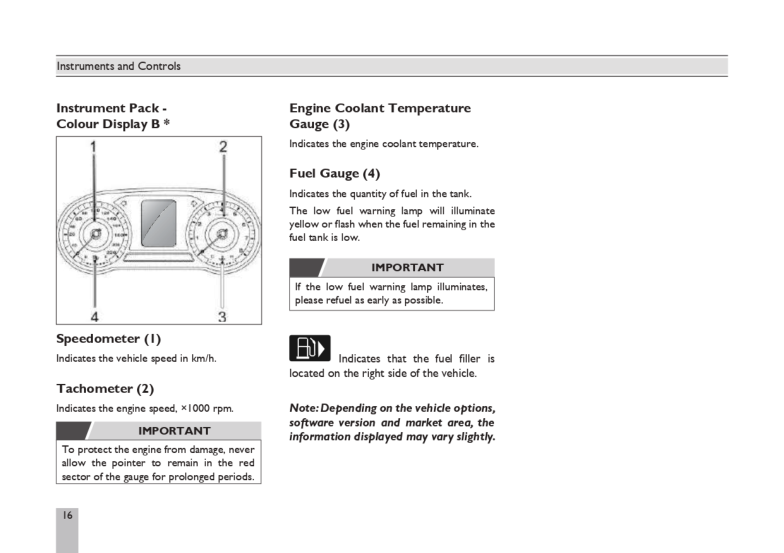 Instruments and Controls
Instrument Pack -
Colour Display B *
1 2
4 3
Speedometer (1)
Indicates the vehicle speed in km/h.
Tachometer (2)
Indicates the engine speed, ×1000 rpm.
IMPORTANT
To protect the engine from damage, never
allow the pointer to remain in the red
sector of the gauge for prolonged periods.
Engine Coolant Temperature
Gauge (3)
Indicates the engine coolant temperature.
Fuel Gauge (4)
Indicates the quantity of fuel in the tank.
The low fuel warning lamp will illuminate
yellow or flash when the fuel remaining in the
fuel tank is low.
IMPORTANT
If the low fuel warning lamp illuminates,
please refuel as early as possible.
Indicates that the fuel filler is
located on the right side of the vehicle.
Note: Depending on the vehicle options,
software version and market area, the
information displayed may vary slightly.
16